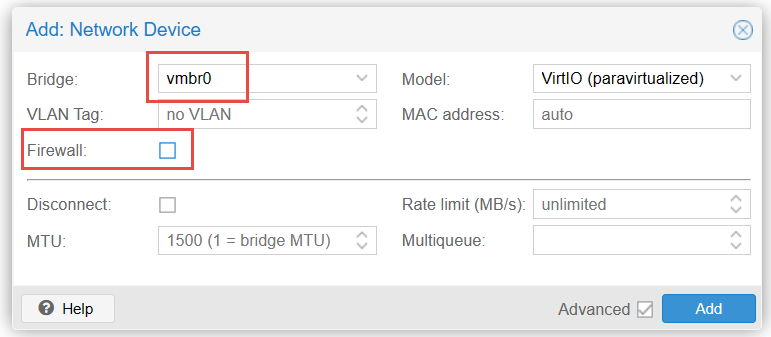 Add: Network Device
Bridge: vmbr0 Model: VirtIO (paravirtualized)
VLAN Tag: no VLAN MAC address: auto
Firewall:
Disconnect: Rate limit (MB/s): unlimited
MTU: 1500 (1 = bridge MTU) Multiqueue:
? Help Advanced Add